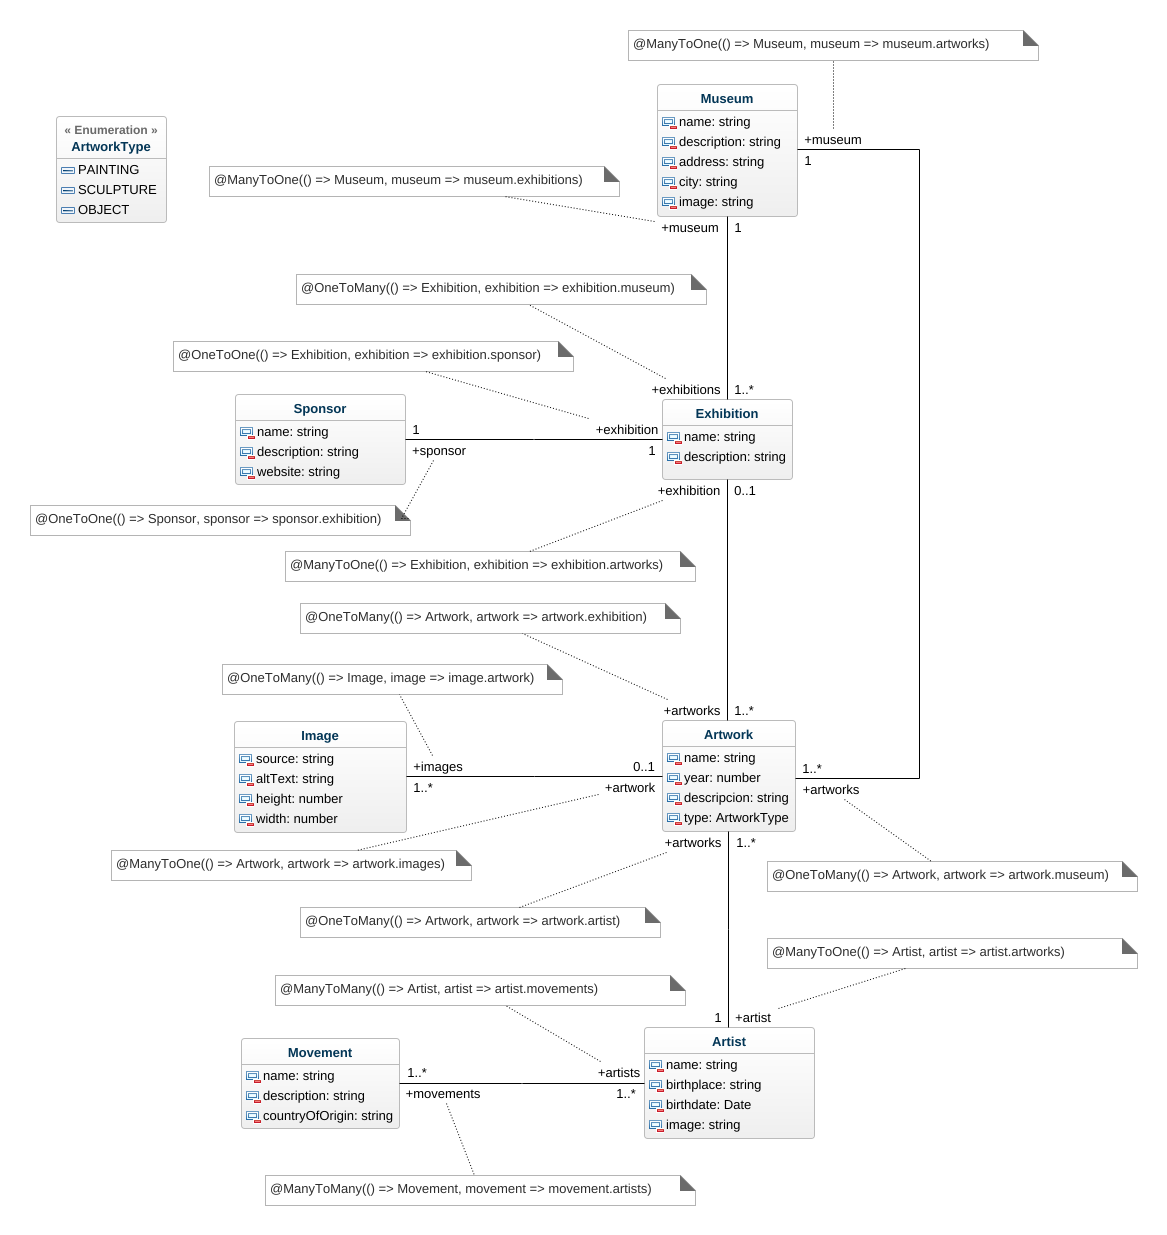 @ManyToOne(() => Museum, museum => museum.artworks)
Museum
name: string
description: string
address: string
city: string
image: string
+museum
1
« Enumeration »
ArtworkType
PAINTING
SCULPTURE
OBJECT
@ManyToOne(() => Museum, museum => museum.exhibitions)
+museum
1
@OneToMany(() => Exhibition, exhibition => exhibition.museum)
@OneToOne(() => Exhibition, exhibition => exhibition.sponsor)
+exhibitions
1..*
Sponsor
name: string
description: string
website: string
1
+sponsor
+exhibition
1
Exhibition
name: string
description: string
+exhibition
0..1
@OneToOne(() => Sponsor, sponsor => sponsor.exhibition)
@ManyToOne(() => Exhibition, exhibition => exhibition.artworks)
@OneToMany(() => Artwork, artwork => artwork.exhibition)
@OneToMany(() => Image, image => image.artwork)
+artworks
1..*
Image
source: string
altText: string
height: number
width: number
+images
1..*
0..1
+artwork
Artwork
name: string
year: number
descripcion: string
type: ArtworkType
1..*
+artworks
+artworks
1..*
@ManyToOne(() => Artwork, artwork => artwork.images)
@OneToMany(() => Artwork, artwork => artwork.museum)
@OneToMany(() => Artwork, artwork => artwork.artist)
@ManyToOne(() => Artist, artist => artist.artworks)
@ManyToMany(() => Artist, artist => artist.movements)
1
+artist
Movement
name: string
description: string
countryOfOrigin: string
1..*
+movements
+artists
1..*
Artist
name: string
birthplace: string
birthdate: Date
image: string
@ManyToMany(() => Movement, movement => movement.artists)